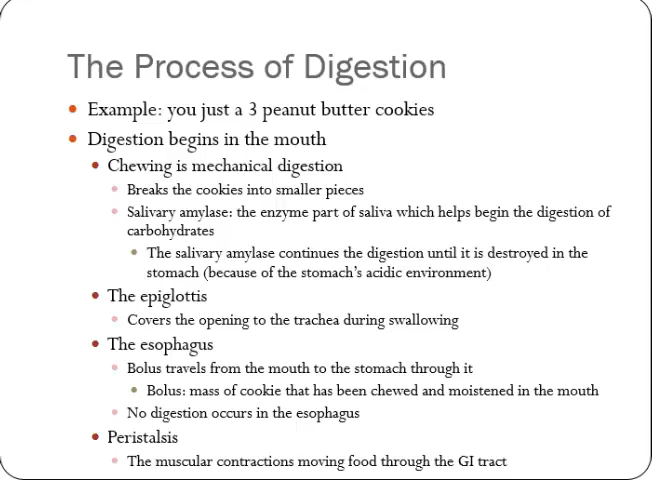 The Process of Digestion
Example: you just a 3 peanut butter cookies
Digestion begins in the mouth
Chewing is mechanical digestion
Breaks the cookies into smaller pieces
Salivary amylase: the enzyme part of saliva which helps begin the digestion of
carbohydrates
The salivary amylase continues the digestion until it is destroyed in the
stomach (because of the stomach's acidic environment)
The epiglottis
Covers the opening to the trachea during swallowing
The esophagus
Bolus travels from the mouth to the stomach through it
Bolus: mass of cookie that has been chewed and moistened in the mouth
No digestion occurs in the esophagus
Peristalsis
The muscular contractions moving food through the GI tract